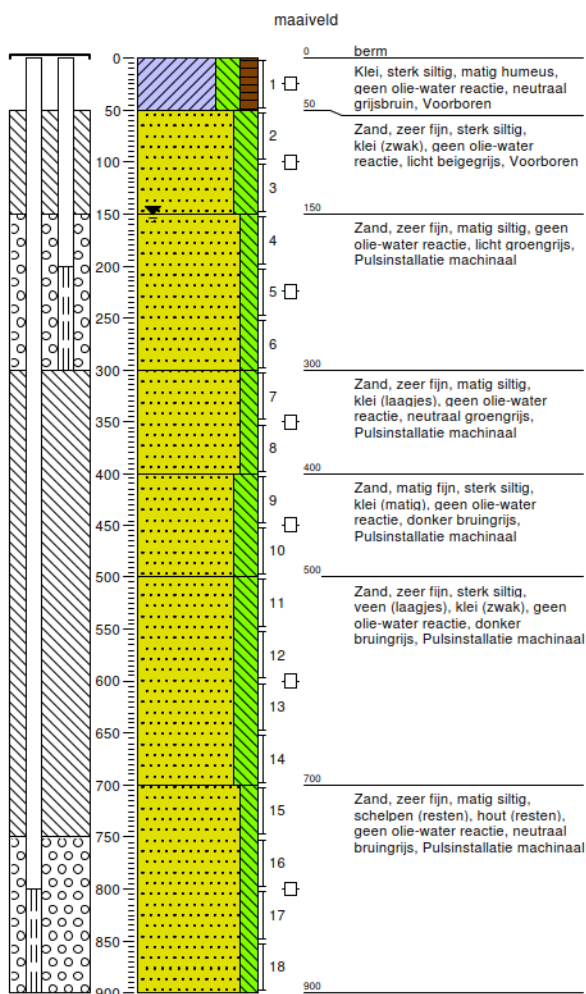 maaiveld
0
50
100
150
200
250
300
350
400
450
500
550
600
650
700
750
800
850
900
1
2
3
4
5
6
7
8
9
10
11
12
13
14
15
16
17
18
0 berm
Klei, sterk siltig, matig humeus,
geen olie-water reactie, neutraal
grijsbruin, Voorboren
50
Zand, zeer fijn, sterk siltig,
klei (zwak), geen olie-water
reactie, licht beigegrijs, Voorboren
150
Zand, zeer fijn, matig siltig, geen
olie-water reactie, licht groengrijs,
Pulsinstallatie machinaal
300
Zand, zeer fijn, matig siltig,
klei (laagjes), geen olie-water
reactie, neutraal groengrijs,
Pulsinstallatie machinaal
400
Zand, matig fijn, sterk siltig,
klei (matig), geen olie-water
reactie, donker bruingrijs,
Pulsinstallatie machinaal
500
Zand, zeer fijn, sterk siltig,
veen (laagjes), klei (zwak), geen
olie-water reactie, donker
bruingrijs, Pulsinstallatie machinaal
700
Zand, zeer fijn, matig siltig,
schelpen (resten), hout (resten),
geen olie-water reactie, neutraal
bruingrijs, Pulsinstallatie machinaal
900